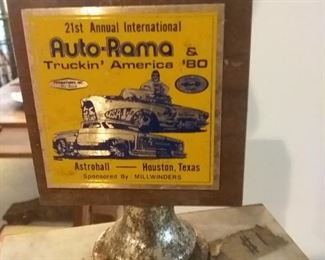 21st Annual International
Auto-Rama &
Truckin' America '80
Astrohall — Houston, Texas
Sponsored By MILLWINDERS